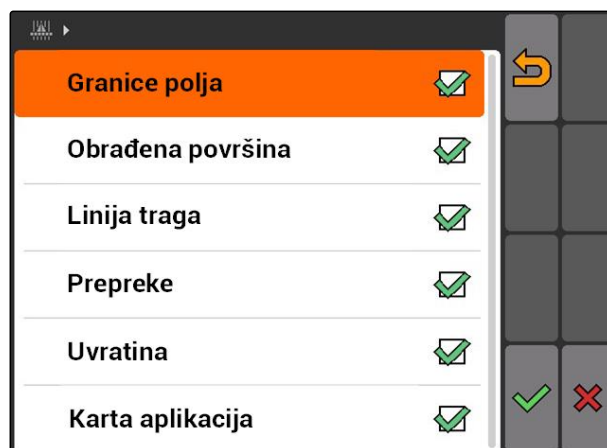 Granice polja
Obrađena površina
Linija traga
Prepreke
Uvratina
Karta aplikacija